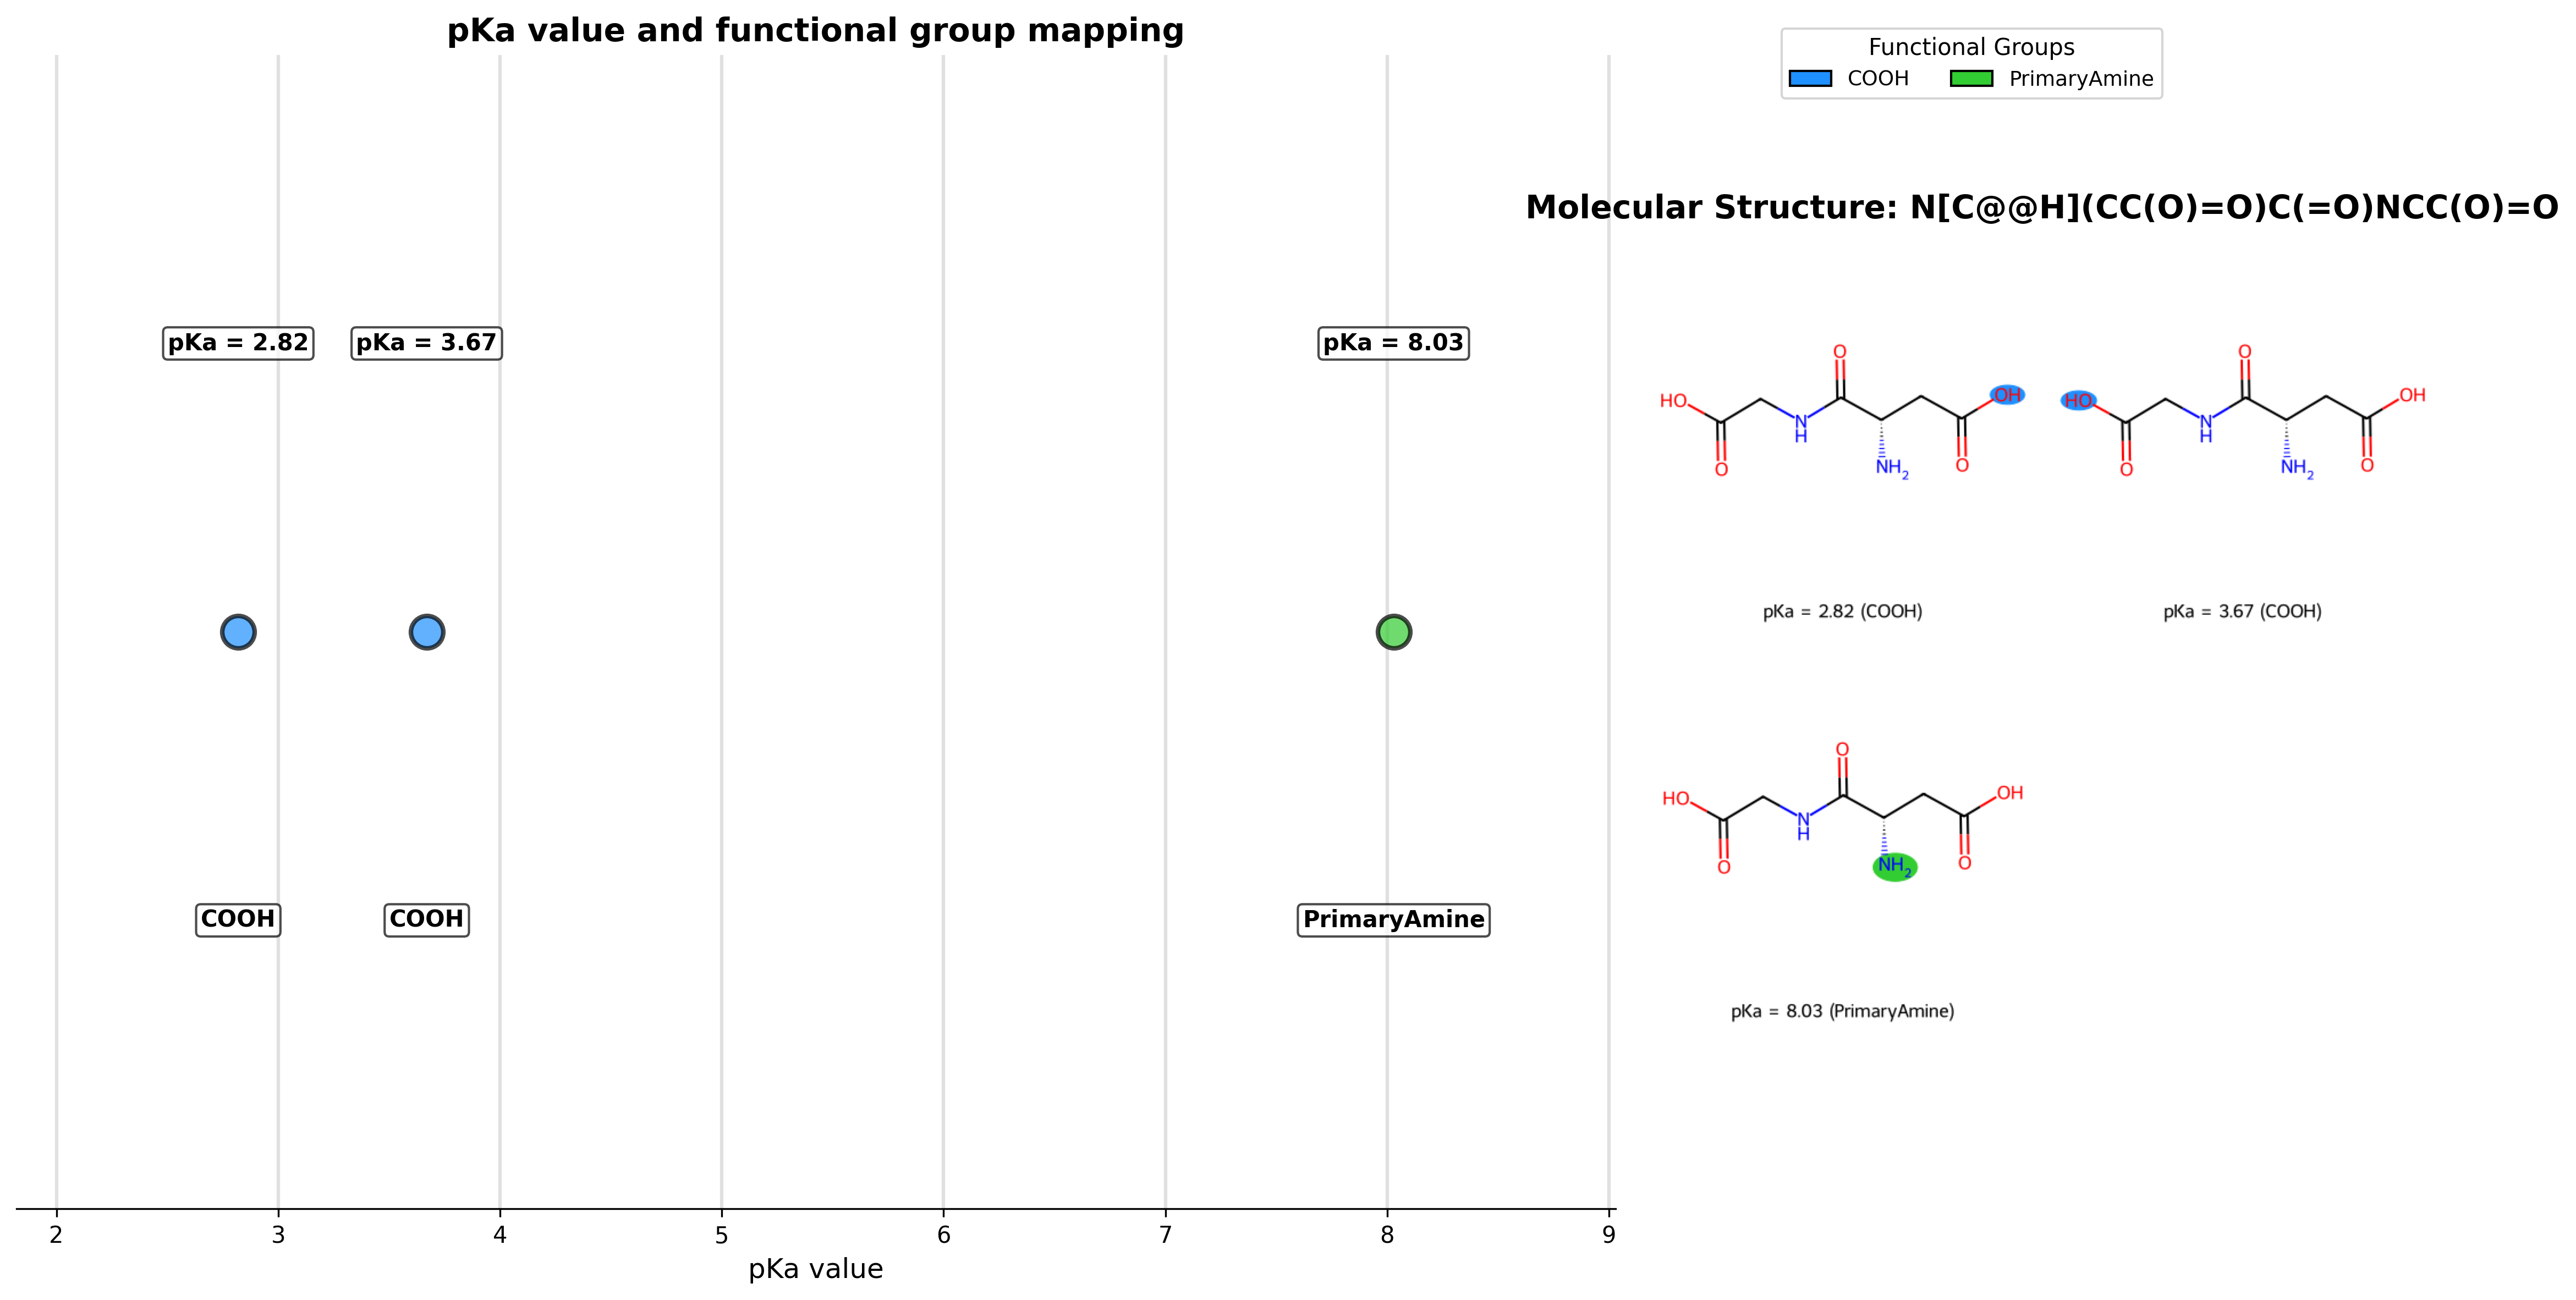 pKa value and functional group mapping
Functional Groups
COOH PrimaryAmine
Molecular Structure: N[C@@H](CC(O)=O)C(=O)NCC(O)=O
pKa = 2.82 pKa = 3.67 pKa = 8.03
COOH COOH PrimaryAmine
2 3 4 5 6 7 8 9
pKa value
O
HO OH
N
H
O NH2 O
pKa = 2.82 (COOH)
O
HO OH
N
H
O NH2 O
pKa = 3.67 (COOH)
O
HO OH
N
H
O NH2 O
pKa = 8.03 (PrimaryAmine)